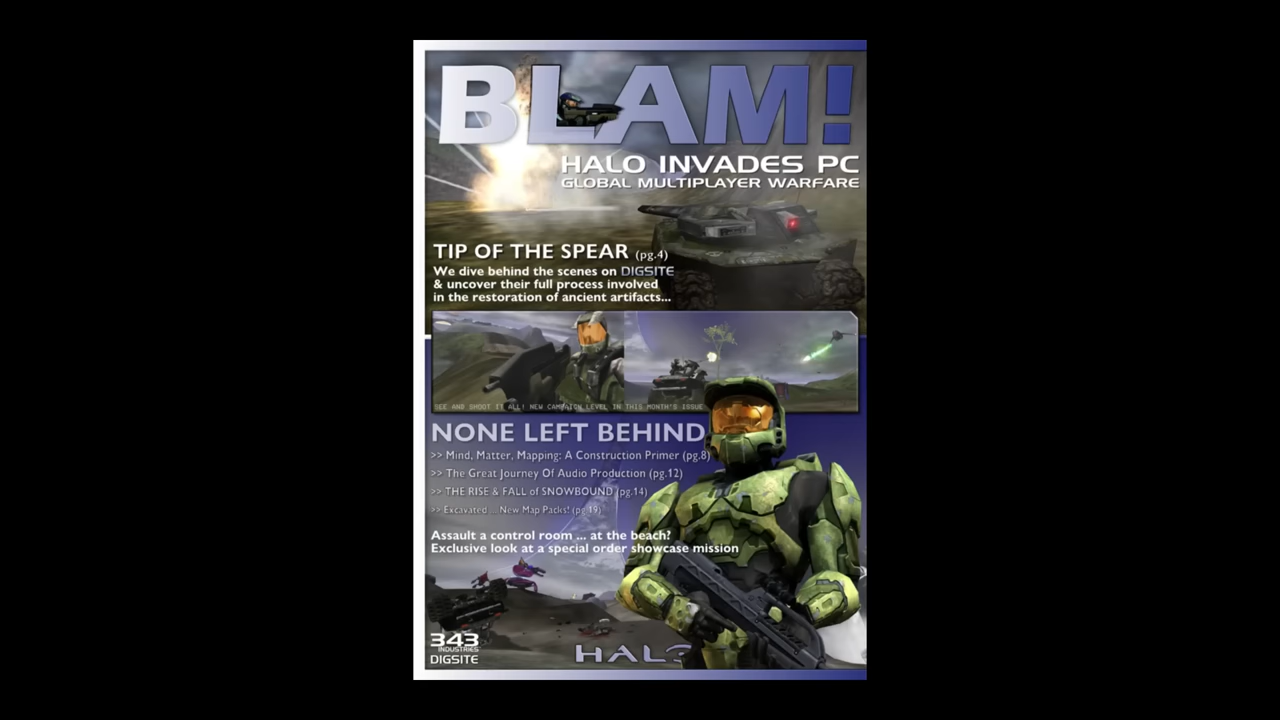 BLAM!
HALO INVADES PC
GLOBAL MULTIPLAYER WARFARE
TIP OF THE SPEAR (pg.4)
We dive behind the scenes on DIGSITE
& uncover their full process involved
in the restoration of ancient artifacts...
SEE AND SHOOT IT ALL! NEW CAMPAIGN LEVEL IN THIS MONTH'S ISSUE
NONE LEFT BEHIND
>> Mind, Matter, Mapping: A Construction Primer (pg.8)
>> The Great Journey Of Audio Production (pg.12)
>> THE RISE & FALL of SNOWBOUND (pg.14)
>> Excavated ... New Map Packs! (pg.19)
Assault a control room ... at the beach?
Exclusive look at a special order showcase mission
343
INDUSTRIES
DIGSITE
HALO